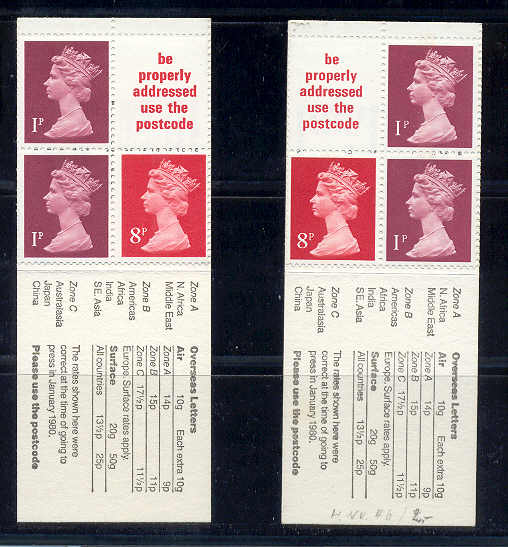 1P
be
properly
addressed
use the
postcode
1P
8P
Overseas Letters
Air 10g Each extra 10g
Zone A 14p 9p
Zone B 15p 11p
Zone C 17½p 11½p
Europe. Surface rates apply.
Surface 20g 50g
All countries 13½p 25p
The rates shown here were
correct at the time of going to
press in January 1980.
Please use the postcode
Zone A
N. Africa
Middle East
Zone B
Americas
Africa
India
S.E. Asia
Zone C
Australasia
Japan
China
be
properly
addressed
use the
postcode
1P
8P
1P
Overseas Letters
Air 10g Each extra 10g
Zone A 14p 9p
Zone B 15p 11p
Zone C 17½p 11½p
Europe. Surface rates apply.
Surface 20g 50g
All countries 13½p 25p
The rates shown here were
correct at the time of going to
press in January 1980.
Please use the postcode
Zone A
N. Africa
Middle East
Zone B
Americas
Africa
India
S.E. Asia
Zone C
Australasia
Japan
China